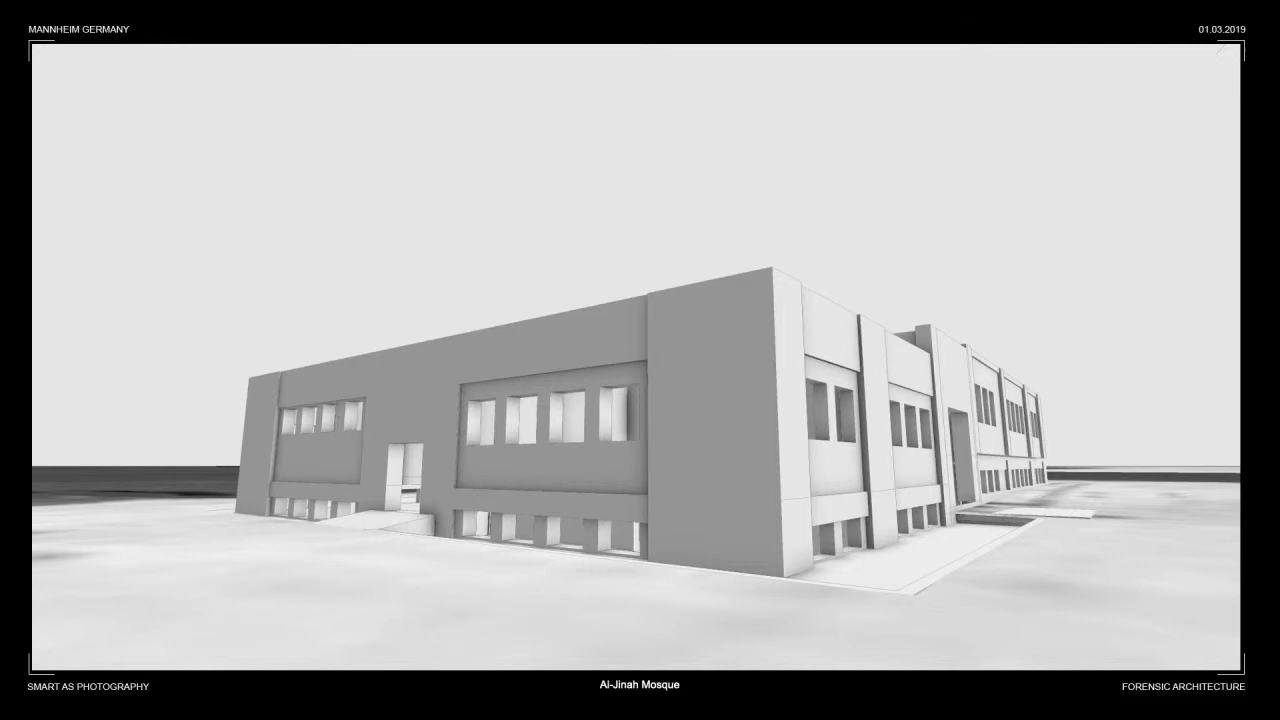 MANNHEIM GERMANY
01.03.2019
SMART AS PHOTOGRAPHY
Al-Jinah Mosque
FORENSIC ARCHITECTURE